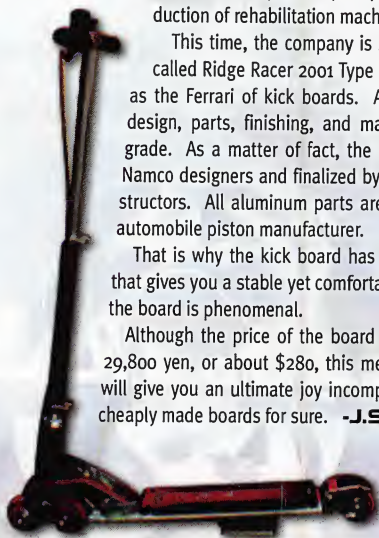 duction of rehabilitation mach
This time, the company is
called Ridge Racer 2001 Type
as the Ferrari of kick boards. A
design, parts, finishing, and ma
grade. As a matter of fact, the
Namco designers and finalized by
structors. All aluminum parts are
automobile piston manufacturer.
That is why the kick board has
that gives you a stable yet comforta
the board is phenomenal.
Although the price of the board
29,800 yen, or about $280, this me
will give you an ultimate joy incomp
cheaply made boards for sure. -J.S